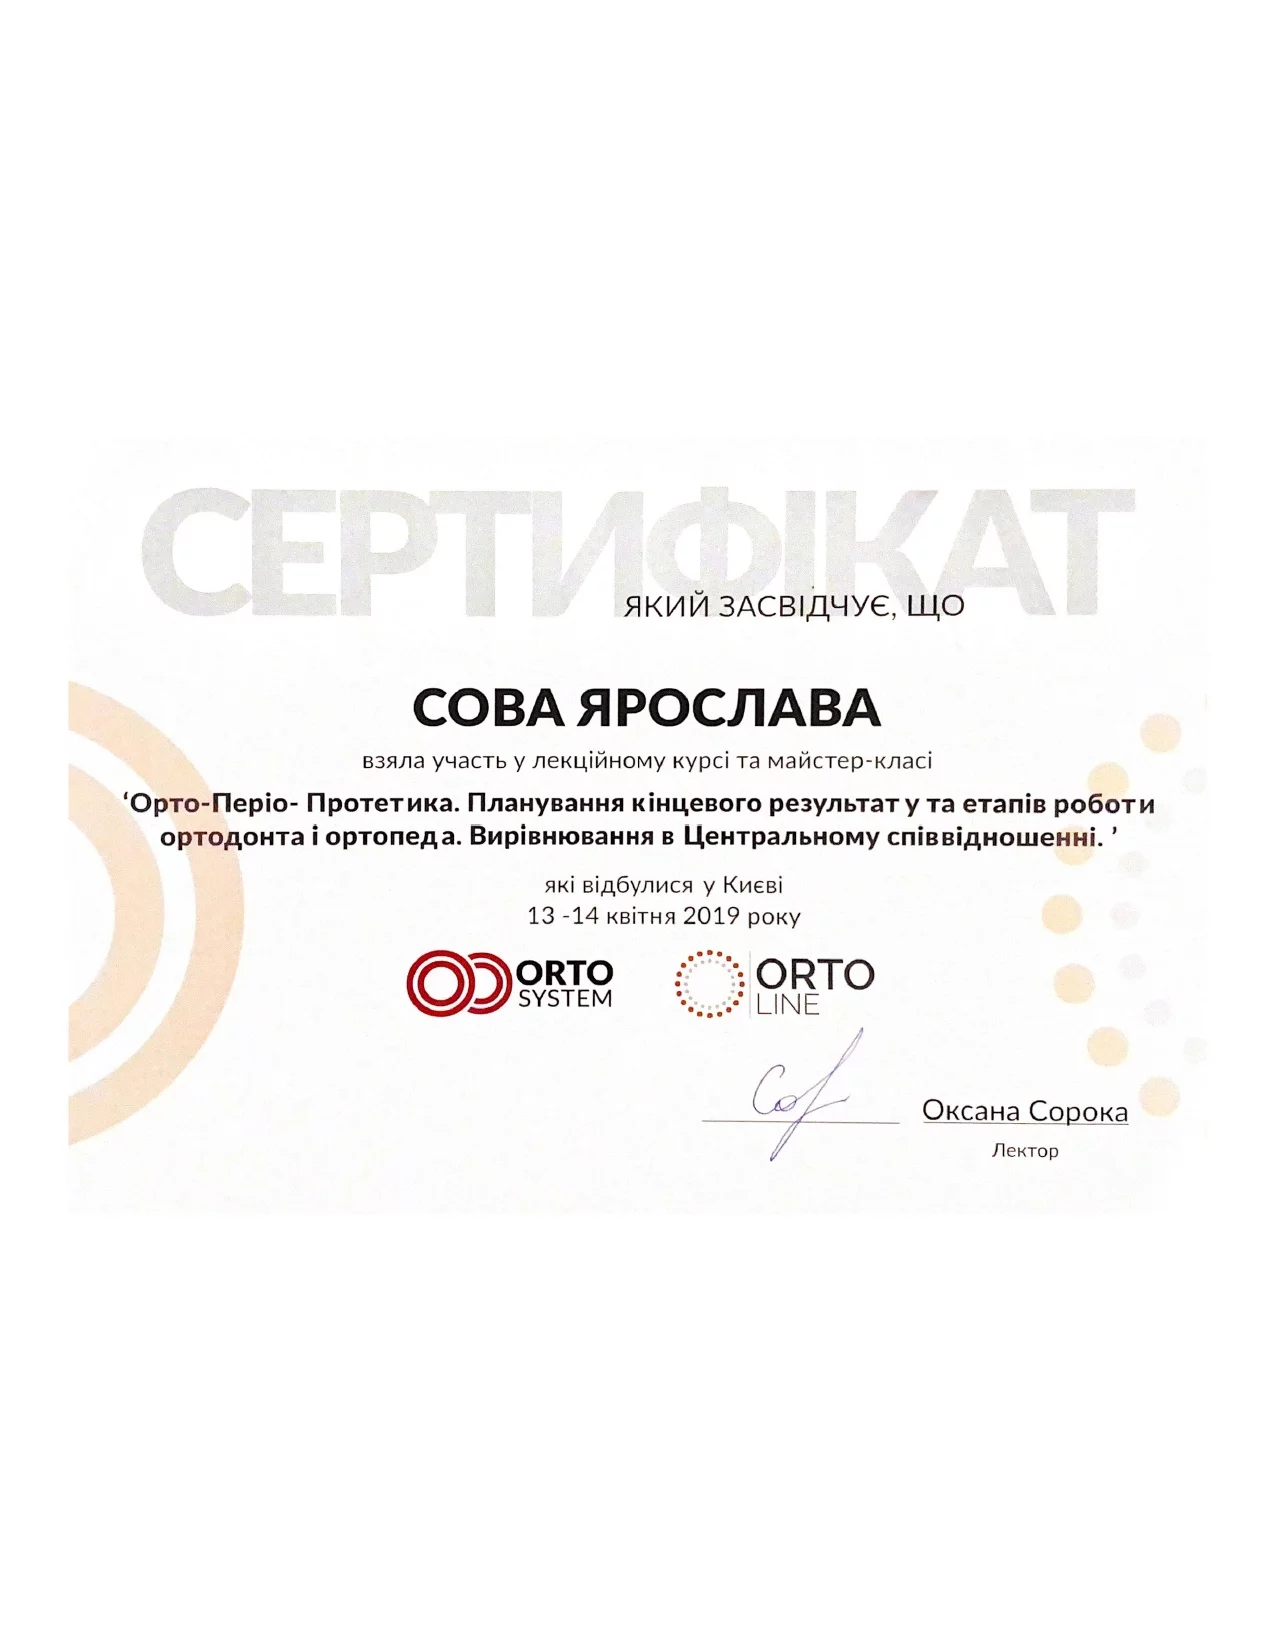 СЕРТИФІКАТ
ЯКИЙ ЗАСВІДЧУЄ, ЩО
СОВА ЯРОСЛАВА
взяла участь у лекційному курсі та майстер-класі
‘Орто-Періо- Протетика. Планування кінцевого результату та етапів роботи
ортодонта і ортопеда. Вирівнювання в Центральному співвідношенні. ’
які відбулися у Києві
13 -14 квітня 2019 року
ORTO
SYSTEM
ORTO
LINE
Оксана Сорока
Лектор